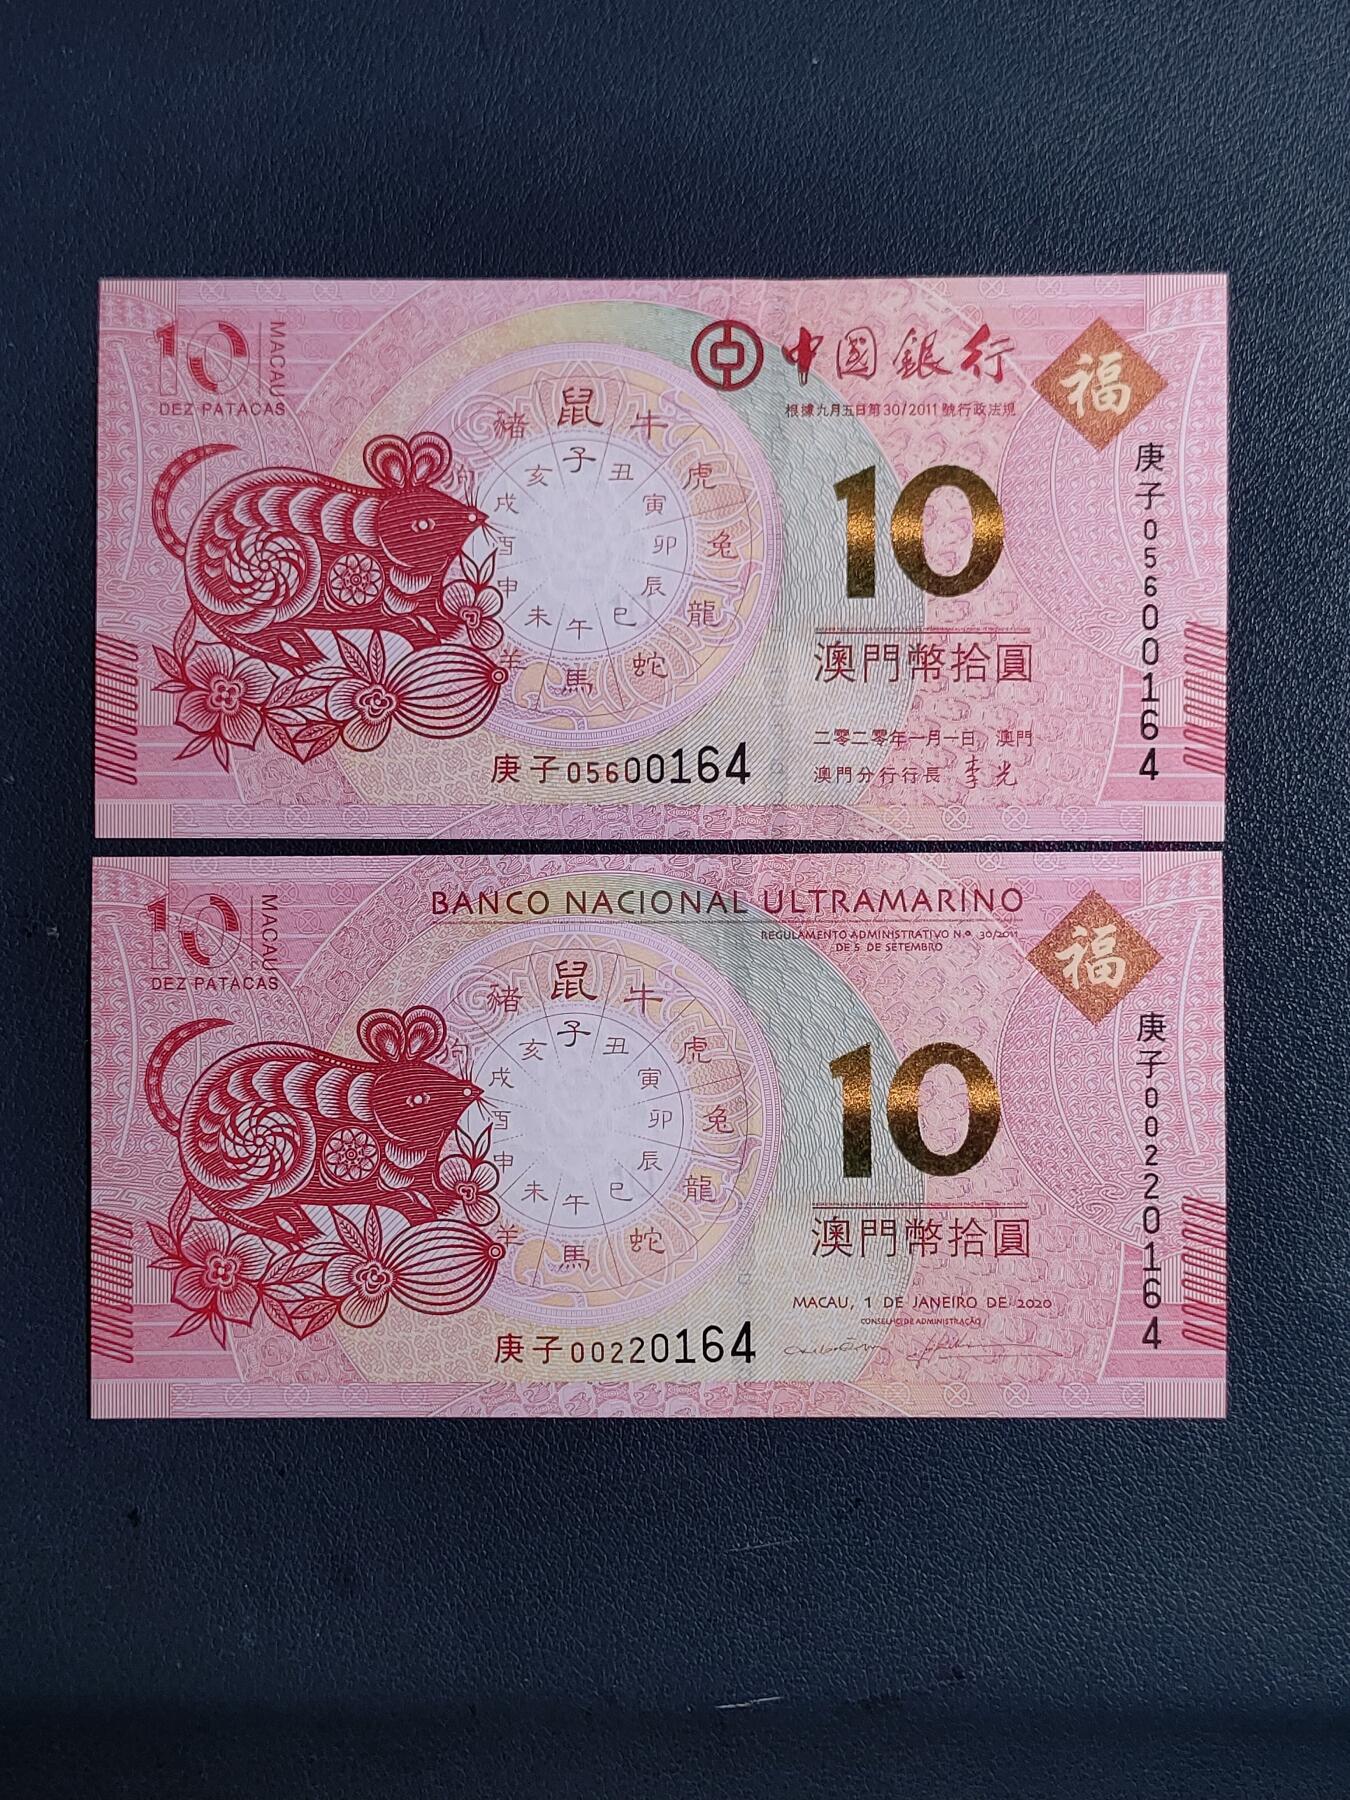 10
MACAU
DEZ PATACAS
中國銀行
根據九月五日第30/2011號行政法規
福
鼠 牛 虎 兔 龍 蛇 馬 羊 狗 豬
子 丑 寅 卯 辰 巳 午 未 申 酉 戌 亥
10
澳門幣拾圓
二零二零年一月一日 澳門
澳門分行行長 李光
庚子05600164
庚子05600164
10
MACAU
DEZ PATACAS
BANCO NACIONAL ULTRAMARINO
REGULAMENTO ADMINISTRATIVO N.º 30/2011
DE 5 DE SETEMBRO
福
鼠 牛 虎 兔 龍 蛇 馬 羊 狗 豬
子 丑 寅 卯 辰 巳 午 未 申 酉 戌 亥
10
澳門幣拾圓
MACAU, 1 DE JANEIRO DE 2020
CONSELHO DE ADMINISTRAÇÃO
庚子00220164
庚子00220164